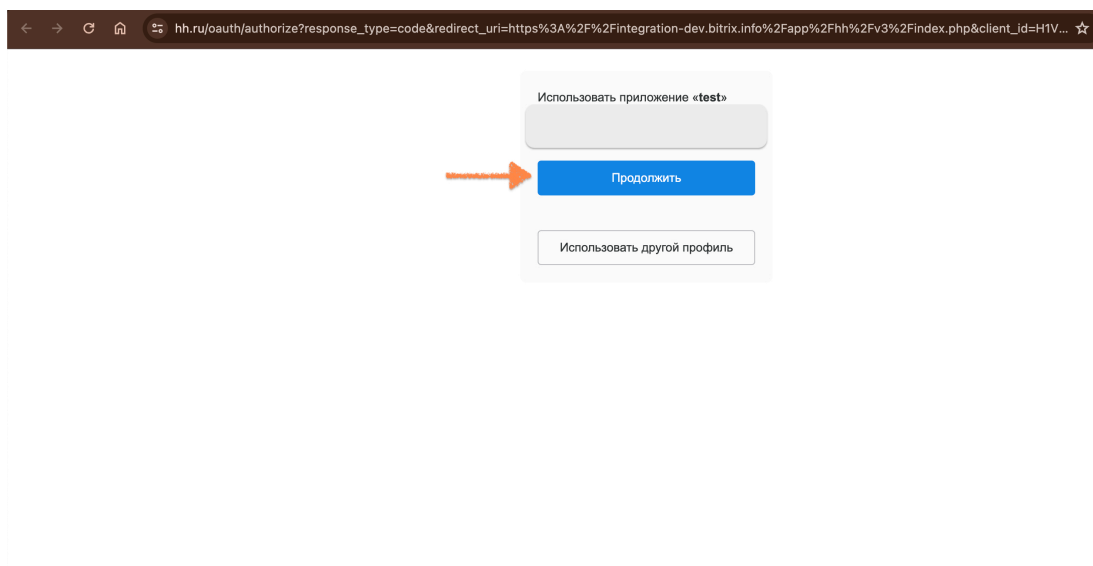 hh.ru/oauth/authorize?response_type=code&redirect_uri=https%3A%2F%2Fintegration-dev.bitrix.info%2Fapp%2Fhh%2Fv3%2Findex.php&client_id=H1V...
Использовать приложение «test»
Продолжить
Использовать другой профиль